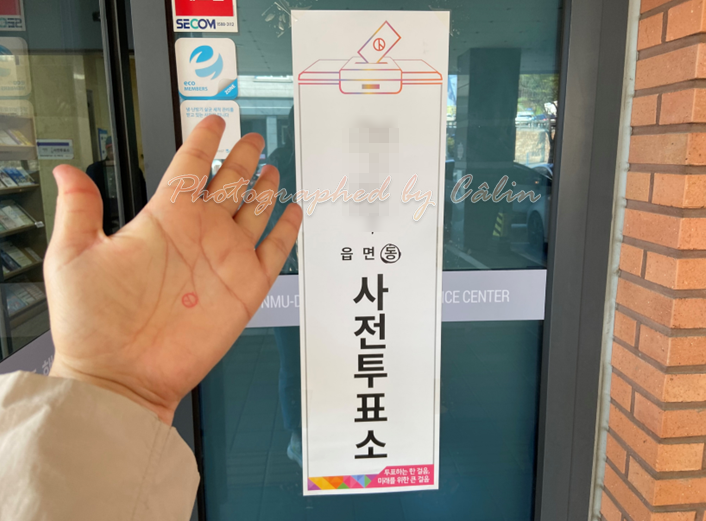 SECOM
eco
MEMBERS
Photographed by Câlin
읍 면 동
NMU-D
ICE CENTER
사전투표소
투표하는 한 걸음,
미래를 위한 큰 걸음